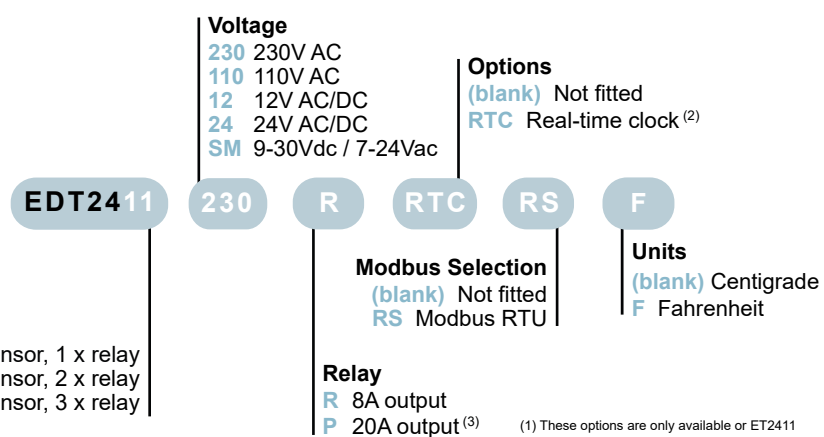 Voltage
230 230V AC
110 110V AC
12 12V AC/DC
24 24V AC/DC
SM 9-30Vdc / 7-24Vac
Options
(blank) Not fitted
RTC Real-time clock (2)
EDT2411 230 R RTC RS F
Modbus Selection
(blank) Not fitted
RS Modbus RTU
Units
(blank) Centigrade
F Fahrenheit
1 x relay
2 x relay
3 x relay
Relay
R 8A output
P 20A output (3)
(1) These options are only available or ET2411